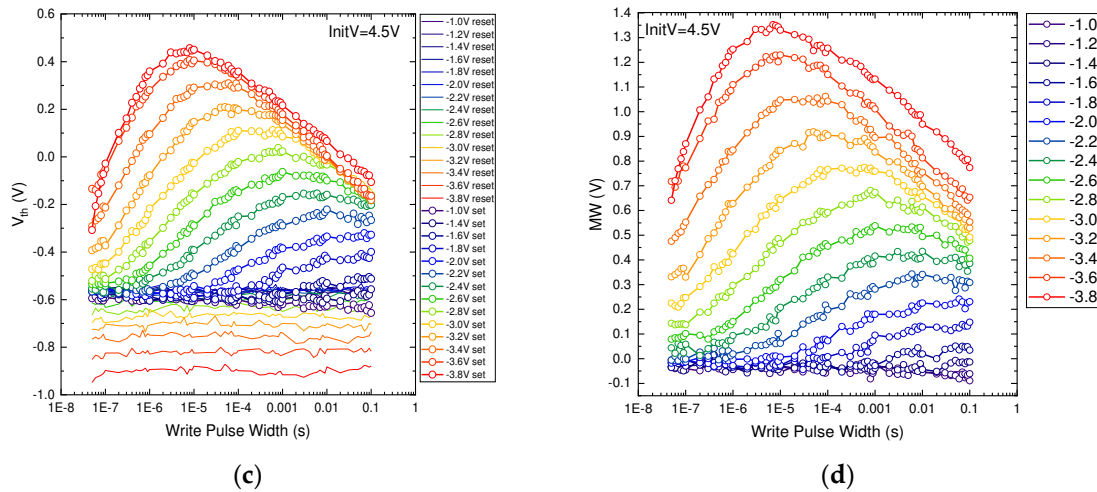 InitV=4.5V
V_th (V)
0.6
0.4
0.2
0.0
-0.2
-0.4
-0.6
-0.8
-1.0
1E-8 1E-7 1E-6 1E-5 1E-4 0.001 0.01 0.1 1
Write Pulse Width (s)
-1.0V reset
-1.2V reset
-1.4V reset
-1.6V reset
-1.8V reset
-2.0V reset
-2.2V reset
-2.4V reset
-2.6V reset
-2.8V reset
-3.0V reset
-3.2V reset
-3.4V reset
-3.6V reset
-3.8V reset
-1.0V set
-1.4V set
-1.6V set
-1.8V set
-2.0V set
-2.2V set
-2.4V set
-2.6V set
-2.8V set
-3.0V set
-3.2V set
-3.4V set
-3.6V set
-3.8V set
(c)
InitV=4.5V
MW (V)
1.4
1.3
1.2
1.1
1.0
0.9
0.8
0.7
0.6
0.5
0.4
0.3
0.2
0.1
0.0
-0.1
1E-8 1E-7 1E-6 1E-5 1E-4 0.001 0.01 0.1 1
Write Pulse Width (s)
-1.0
-1.2
-1.4
-1.6
-1.8
-2.0
-2.2
-2.4
-2.6
-2.8
-3.0
-3.2
-3.4
-3.6
-3.8
(d)